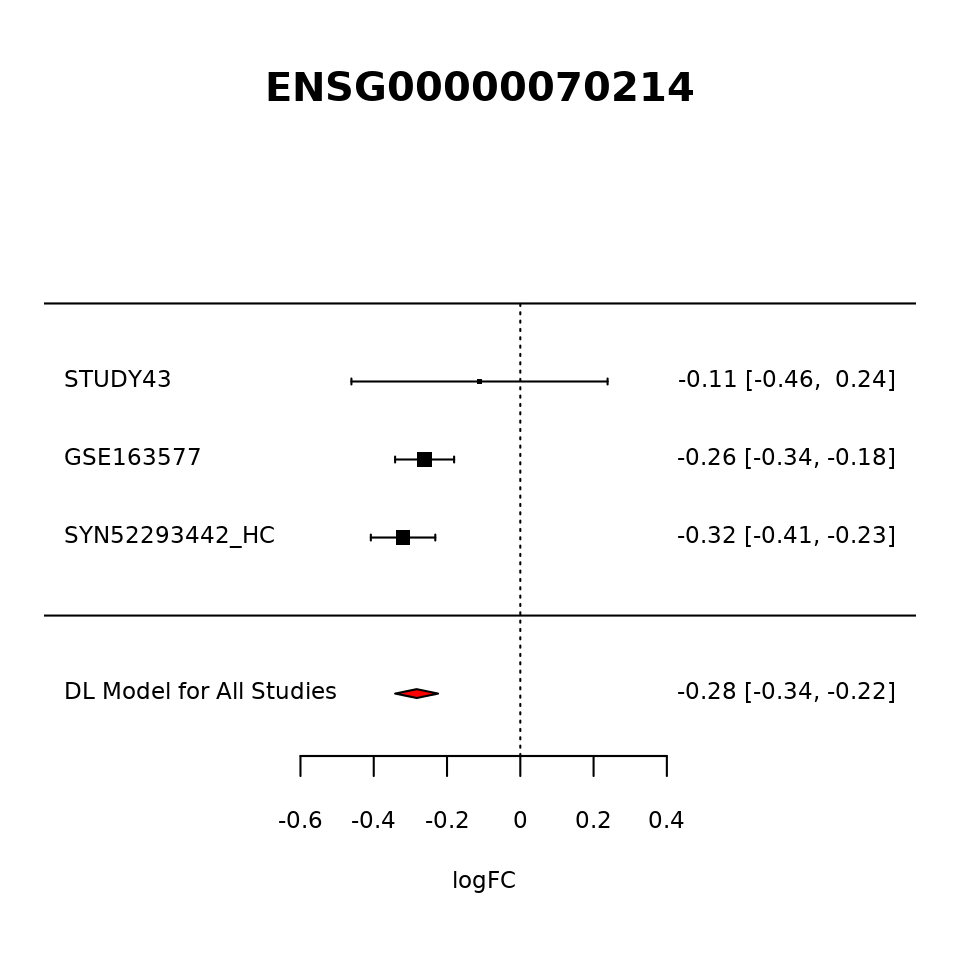 ENSG00000070214
STUDY43 -0.11 [-0.46,  0.24]
GSE163577 -0.26 [-0.34, -0.18]
SYN52293442_HC -0.32 [-0.41, -0.23]
DL Model for All Studies -0.28 [-0.34, -0.22]
-0.6 -0.4 -0.2 0 0.2 0.4
logFC